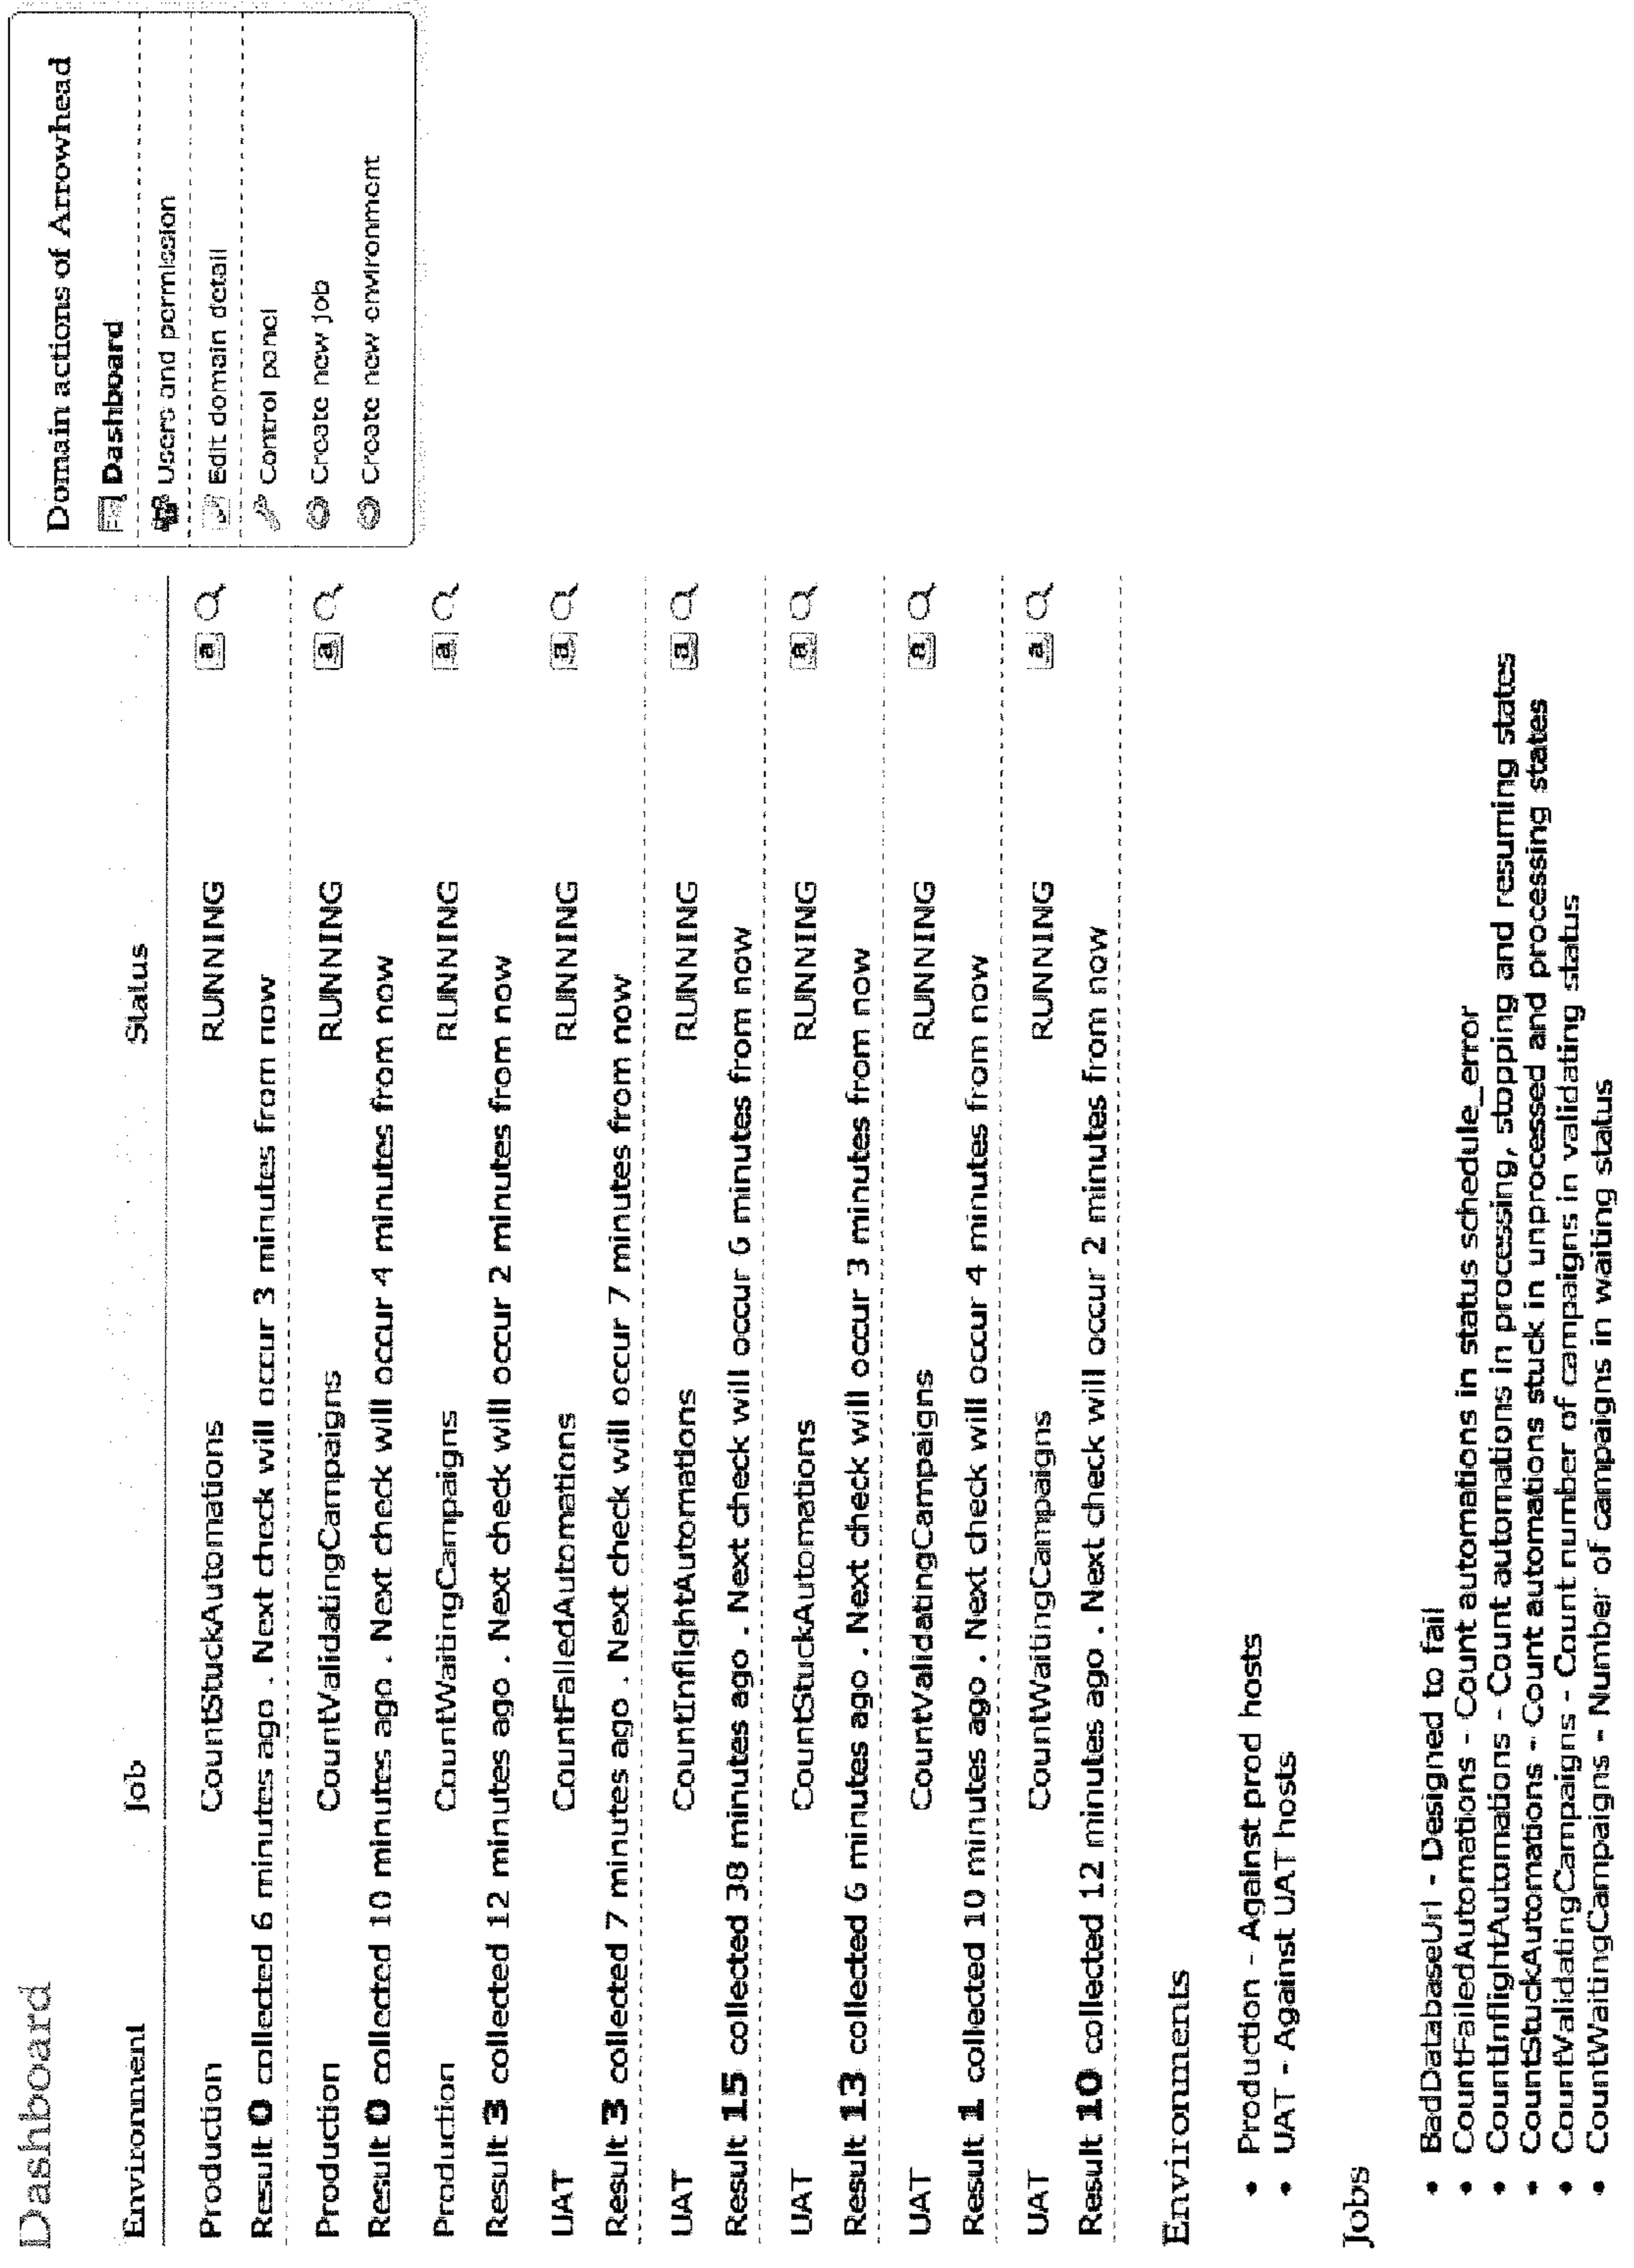 Dashboard
Environment Job Status
Production CountStuckAutomations RUNNING a
Result 0 collected 6 minutes ago . Next check will occur 3 minutes from now
Production CountValidatingCampaigns RUNNING a
Result 0 collected 10 minutes ago . Next check will occur 4 minutes from now
Production CountWaitingCampaigns RUNNING a
Result 3 collected 12 minutes ago . Next check will occur 2 minutes from now
UAT CountFailedAutomations RUNNING a
Result 3 collected 7 minutes ago . Next check will occur 7 minutes from now
UAT CountInflightAutomations RUNNING a
Result 15 collected 38 minutes ago . Next check will occur 6 minutes from now
UAT CountStuckAutomations RUNNING a
Result 13 collected 6 minutes ago . Next check will occur 3 minutes from now
UAT CountValidatingCampaigns RUNNING a
Result 1 collected 10 minutes ago . Next check will occur 4 minutes from now
UAT CountWaitingCampaigns RUNNING a
Result 10 collected 12 minutes ago . Next check will occur 2 minutes from now
Environments
• Production - Against prod hosts
• UAT - Against UAT hosts
Jobs
• BadDatabaseUrl - Designed to fail
• CountFailedAutomations - Count automations in status schedule_error
• CountInflightAutomations - Count automations in processing, stopping and resuming states
• CountStuckAutomations - Count automations stuck in unprocessed and processing states
• CountValidatingCampaigns - Count number of campaigns in validating status
• CountWaitingCampaigns - Number of campaigns in waiting status
Domain actions of Arrowhead
Dashboard
Users and permission
Edit domain detail
Control panel
Create new job
Create new environment